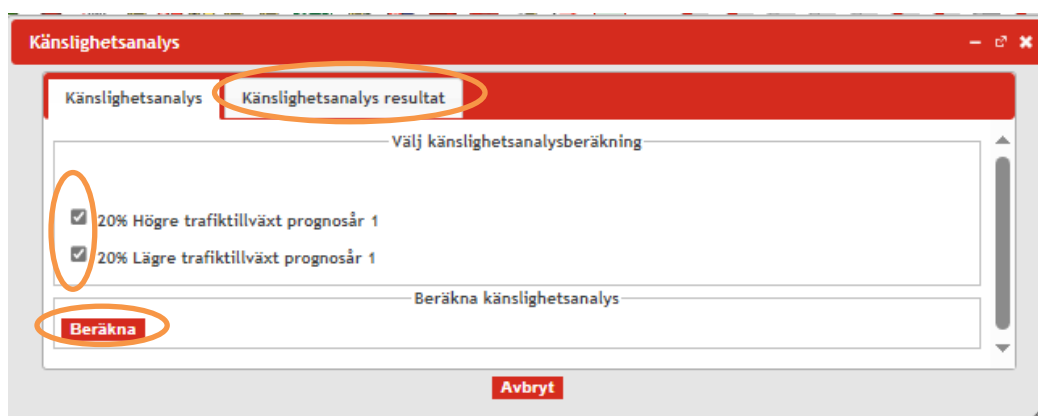 Känslighetsanalys
Känslighetsanalys Känslighetsanalys resultat
Välj känslighetsanalysberäkning
20% Högre trafiktillväxt prognosår 1
20% Lägre trafiktillväxt prognosår 1
Beräkna känslighetsanalys
Beräkna
Avbryt